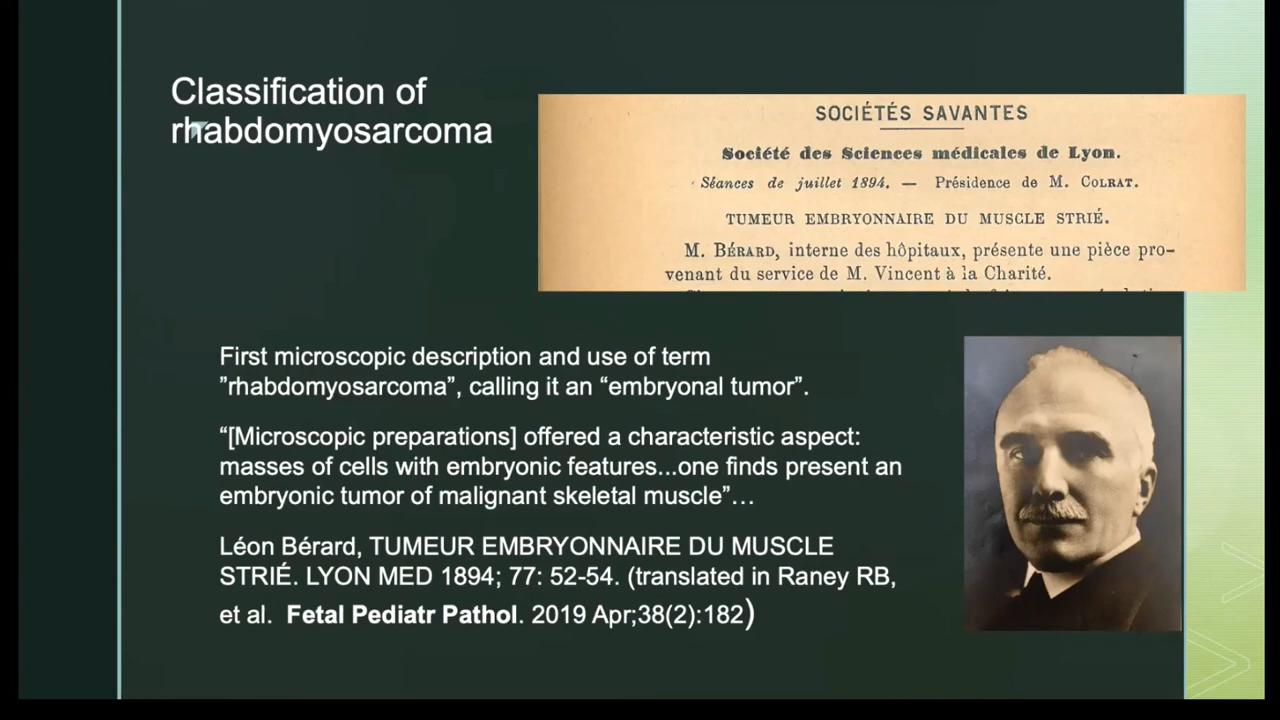 Classification of
rhabdomyosarcoma
SOCIÉTÉS SAVANTES
Société des Sciences médicales de Lyon.
Séances de juillet 1894. — Présidence de M. COLRAT.
TUMEUR EMBRYONNAIRE DU MUSCLE STRIÉ.
M. BÉRARD, interne des hôpitaux, présente une pièce pro-
venant du service de M. Vincent à la Charité.
First microscopic description and use of term
”rhabdomyosarcoma”, calling it an “embryonal tumor”.
“[Microscopic preparations] offered a characteristic aspect:
masses of cells with embryonic features...one finds present an
embryonic tumor of malignant skeletal muscle”…
Léon Bérard, TUMEUR EMBRYONNAIRE DU MUSCLE
STRIÉ. LYON MED 1894; 77: 52-54. (translated in Raney RB,
et al. Fetal Pediatr Pathol. 2019 Apr;38(2):182)